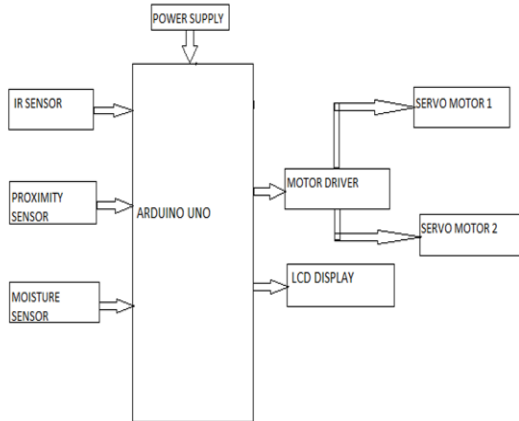 POWER SUPPLY
IR SENSOR
SERVO MOTOR 1
PROXIMITY
SENSOR
ARDUINO UNO
MOTOR DRIVER
SERVO MOTOR 2
MOISTURE
SENSOR
LCD DISPLAY